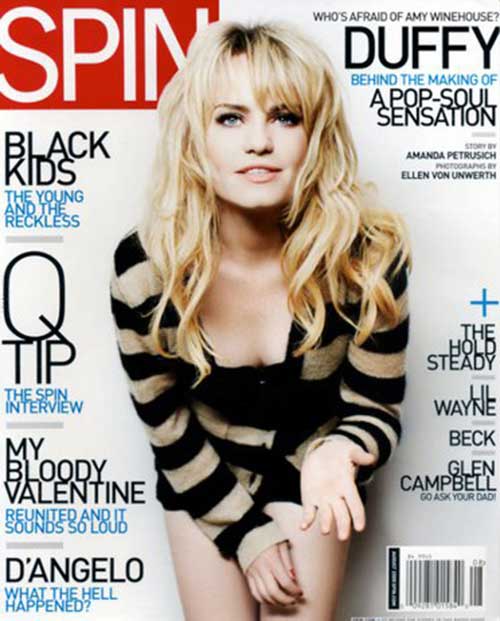 SPIN
WHO'S AFRAID OF AMY WINEHOUSE?
DUFFY
BEHIND THE MAKING OF
A POP-SOUL
SENSATION
STORY BY
AMANDA PETRUSICH
PHOTOGRAPHS BY
ELLEN VON UNWERTH
BLACK
KIDS
THE YOUNG
AND THE
RECKLESS
Q
TIP
THE SPIN
INTERVIEW
MY
BLOODY
VALENTINE
REUNITED AND IT
SOUNDS SO LOUD
D'ANGELO
WHAT THE HELL
HAPPENED?
+
THE
HOLD
STEADY
LIL
WAYNE
BECK
GLEN
CAMPBELL
GO ASK YOUR DAD!
08